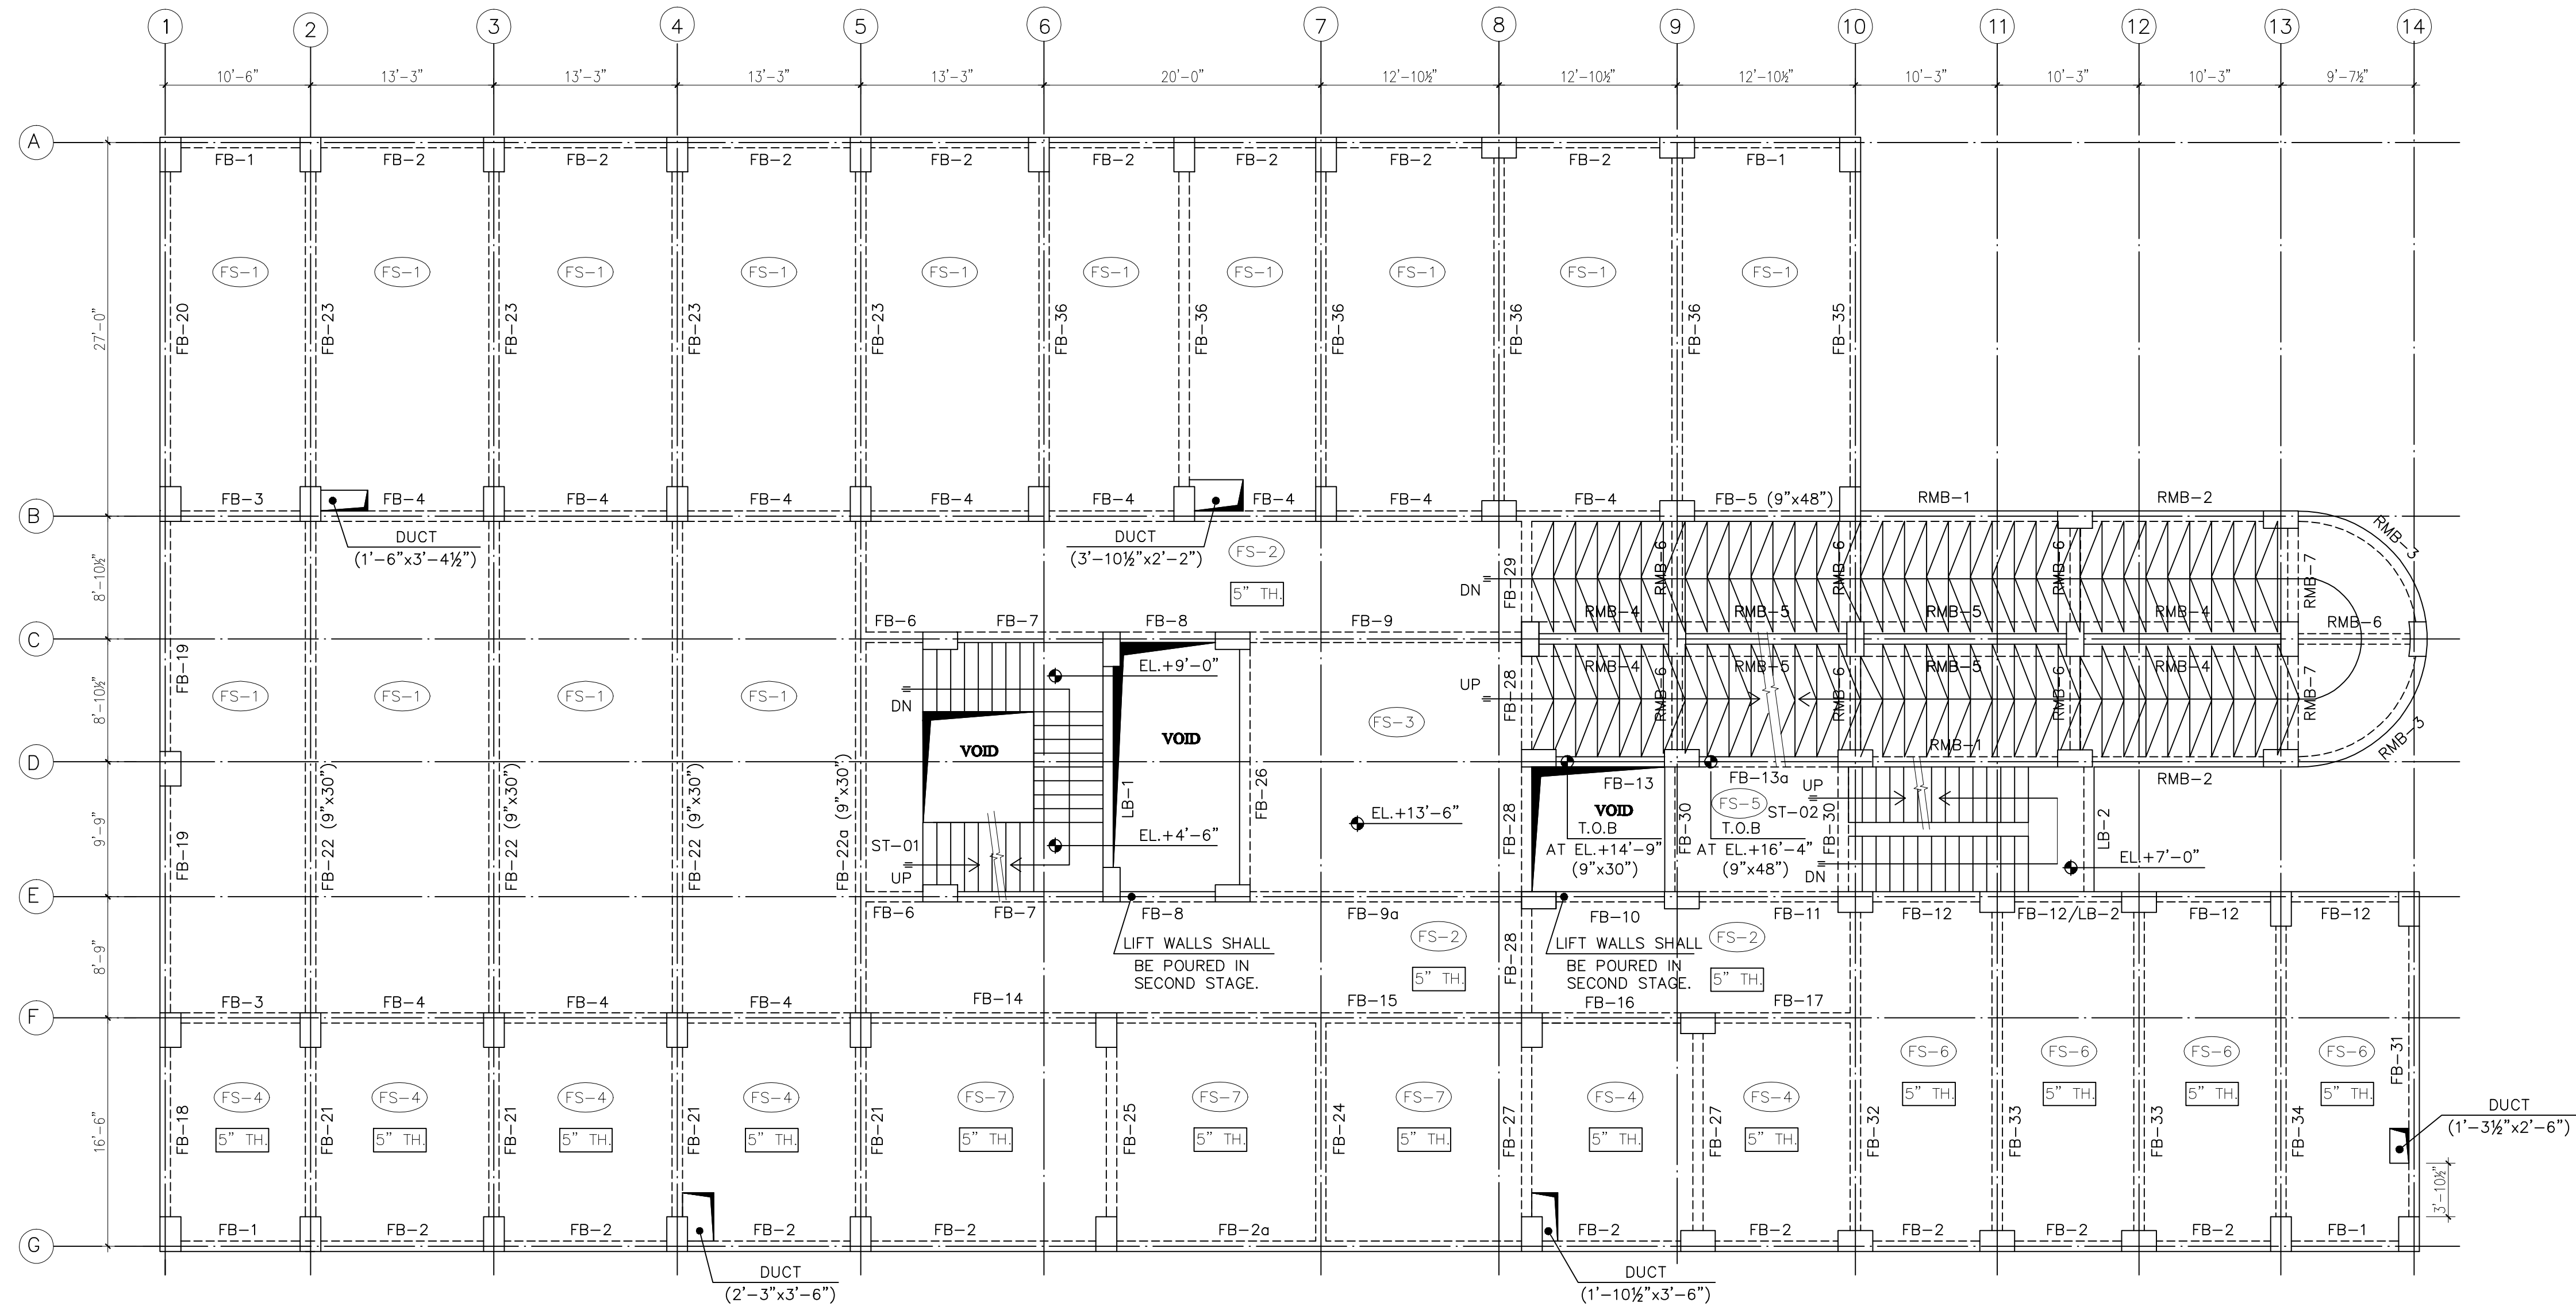 1 2 3 4 5 6 7 8 9 10 11 12 13 14
10'-6" 13'-3" 13'-3" 13'-3" 13'-3" 20'-0" 12'-10½" 12'-10½" 12'-10½" 10'-3" 10'-3" 10'-3" 9'-7½"
A
FB-1 FB-2 FB-2 FB-2 FB-2 FB-2 FB-2 FB-2 FB-2 FB-1
FS-1 FS-1 FS-1 FS-1 FS-1 FS-1 FS-1 FS-1 FS-1 FS-1
27'-0"
FB-20 FB-23 FB-23 FB-23 FB-23 FB-36 FB-36 FB-36 FB-36 FB-36 FB-35
FB-3 FB-4 FB-4 FB-4 FB-4 FB-4 FB-4 FB-4 FB-4 FB-5 (9"x48") RMB-1 RMB-2
B
RMB-3
DUCT
(1'-6"x3'-4½")
DUCT
(3'-10½"x2'-2")
FS-2
5" TH.
8'-10½"
DN FB-29 RMB-6 RMB-6 RMB-6 RMB-7
RMB-4 RMB-5 RMB-5 RMB-4
FB-6 FB-7 FB-8 FB-9 RMB-6
C
FB-19
EL.+9'-0"
RMB-4 RMB-5 RMB-5 RMB-4
8'-10½"
FS-1 FS-1 FS-1 FS-1
DN
UP FB-28 RMB-6 RMB-6 RMB-6 RMB-7
FS-3
VOID
VOID
RMB-1
RMB-3
D
FB-13 FB-13a RMB-2
FB-22 (9"x30") FB-22 (9"x30") FB-22 (9"x30") FB-22a (9"x30")
LB-1
FB-26
UP
FS-5
VOID
ST-02
9'-9"
FB-19
EL.+13'-6"
FB-28 FB-30 FB-30 LB-2
EL.+4'-6"
T.O.B
AT EL.+14'-9"
(9"x30")
T.O.B
AT EL.+16'-4"
(9"x48")
ST-01
UP
EL.+7'-0"
DN
E
FB-6 FB-7 FB-8 FB-9a FB-10 FB-11 FB-12 FB-12/LB-2 FB-12 FB-12
LIFT WALLS SHALL
BE POURED IN
SECOND STAGE.
FS-2
5" TH.
FB-28
LIFT WALLS SHALL
BE POURED IN
SECOND STAGE.
FS-2
5" TH.
8'-9"
FB-3 FB-4 FB-4 FB-4 FB-14 FB-15 FB-16 FB-17
F
FS-6 FS-6 FS-6 FS-6
5" TH. 5" TH. 5" TH. 5" TH.
FB-31
FS-4 FS-4 FS-4 FS-4 FS-7 FS-7 FS-7 FS-4 FS-4
5" TH. 5" TH. 5" TH. 5" TH. 5" TH. 5" TH. 5" TH. 5" TH. 5" TH.
16'-6"
FB-18 FB-21 FB-21 FB-21 FB-21 FB-25 FB-24 FB-27 FB-27 FB-32 FB-33 FB-33 FB-34
DUCT
(1'-3½"x2'-6")
3'-10½"
FB-1 FB-2 FB-2 FB-2 FB-2 FB-2a FB-2 FB-2 FB-2 FB-2 FB-2 FB-1
G
DUCT
(2'-3"x3'-6")
DUCT
(1'-10½"x3'-6")